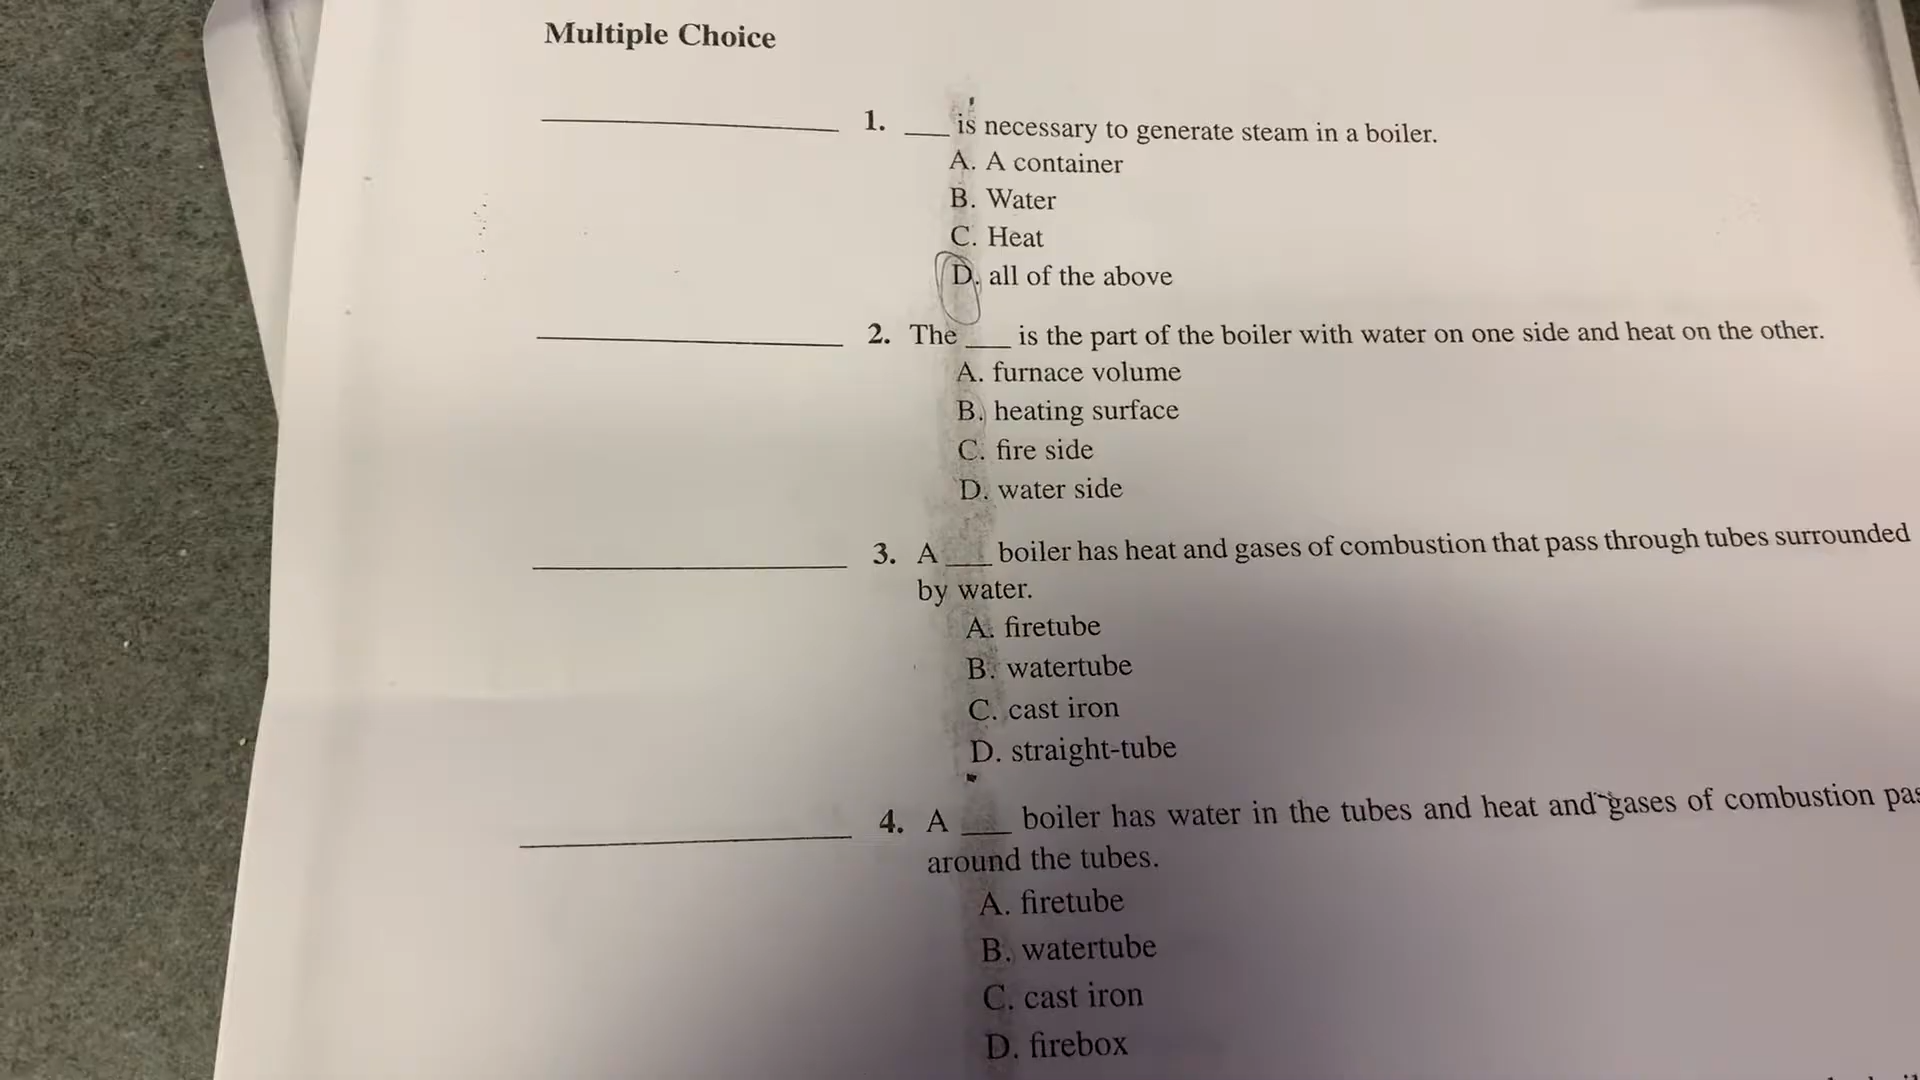 Multiple Choice
1. ___ is necessary to generate steam in a boiler.
A. A container
B. Water
C. Heat
D. all of the above
2. The ___ is the part of the boiler with water on one side and heat on the other.
A. furnace volume
B. heating surface
C. fire side
D. water side
3. A ___ boiler has heat and gases of combustion that pass through tubes surrounded
by water.
A. firetube
B. watertube
C. cast iron
D. straight-tube
4. A ___ boiler has water in the tubes and heat and gases of combustion
around the tubes.
A. firetube
B. watertube
C. cast iron
D. firebox